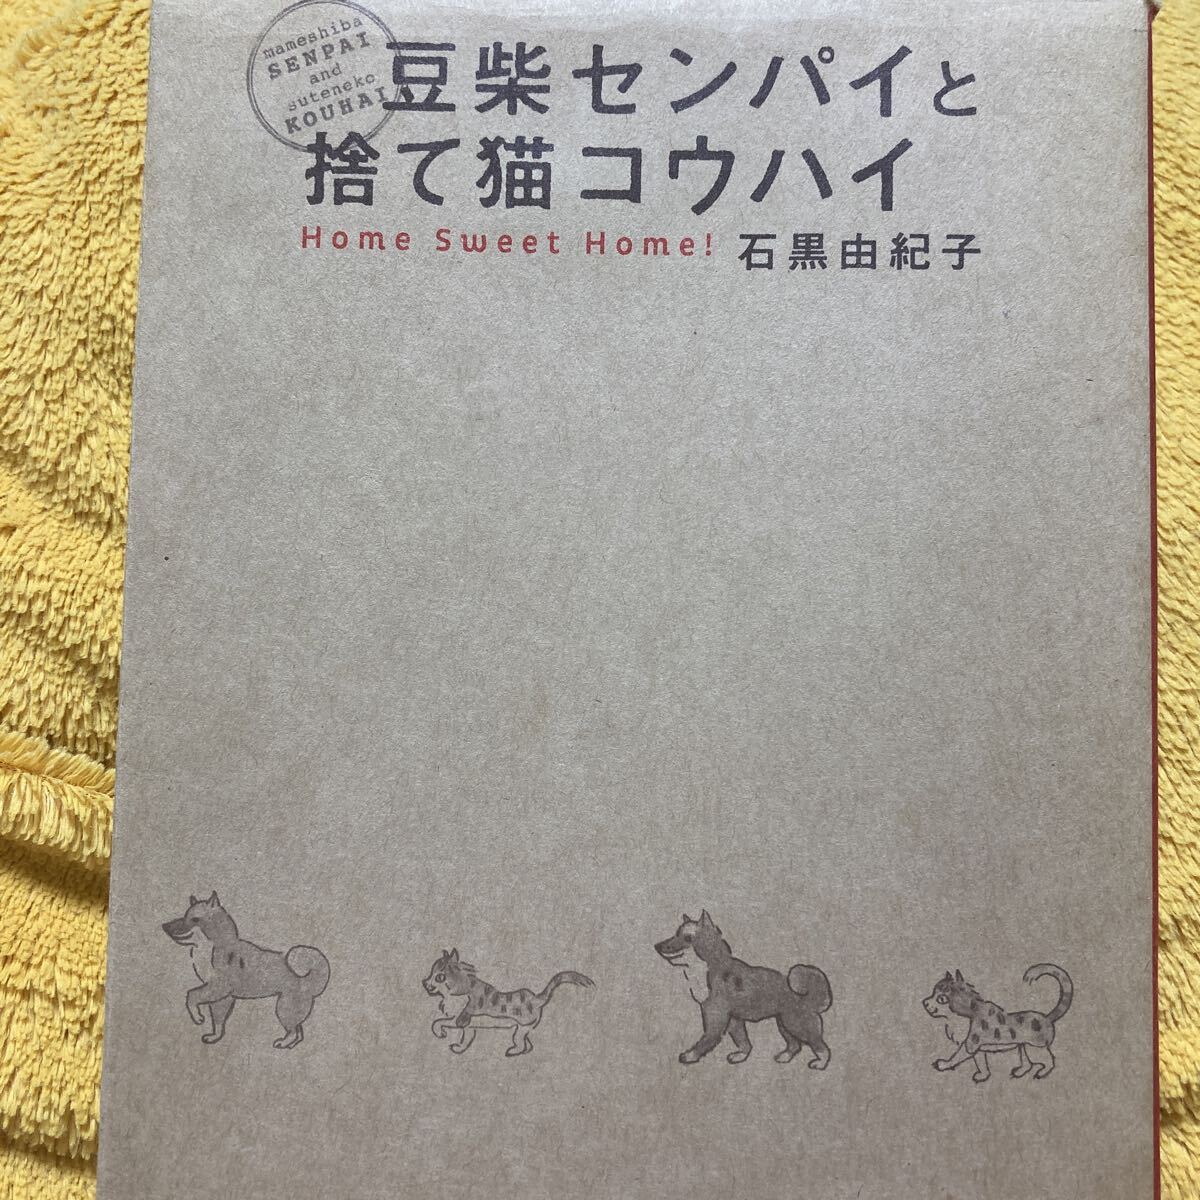 mameshiba
SENPAI
and
suteneko
KOUHAI
豆柴センパイと
捨て猫コウハイ
Home Sweet Home!
石黒由紀子